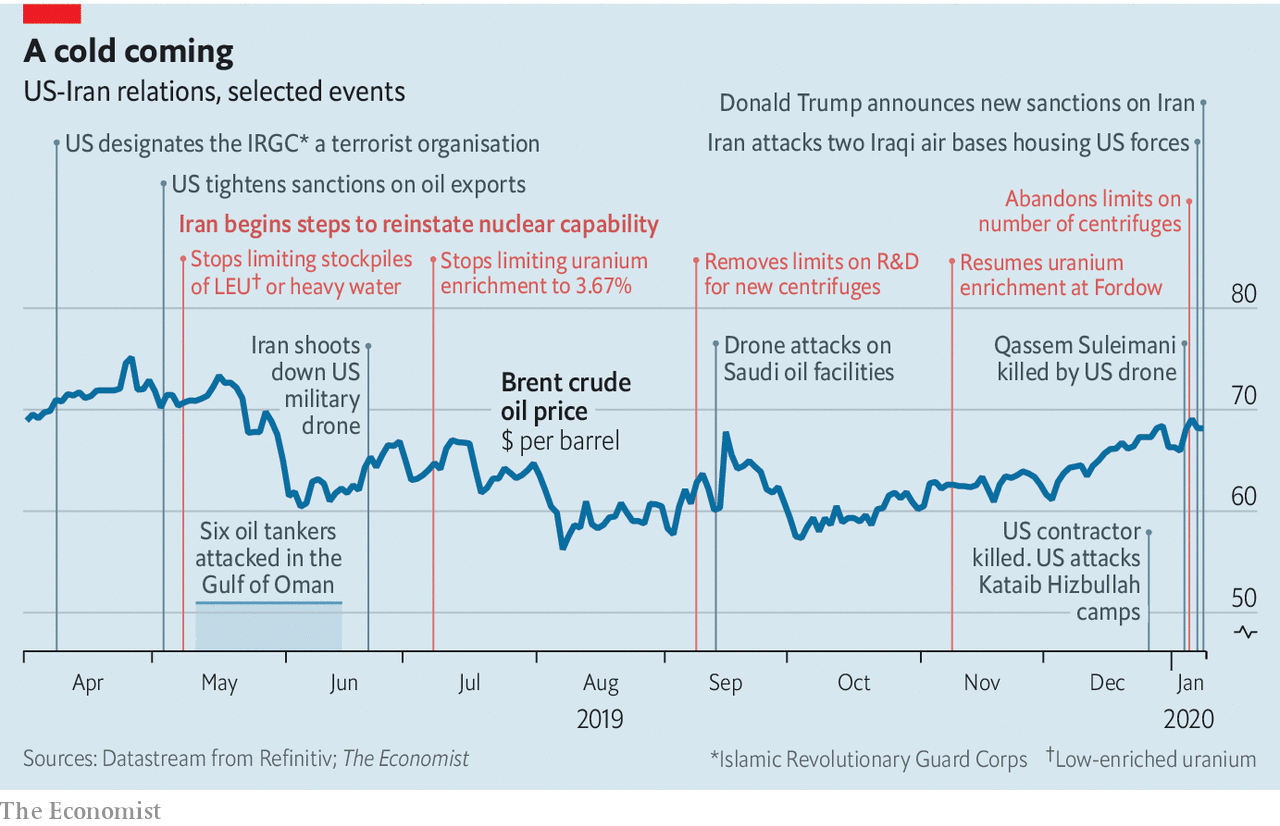 A cold coming
US-Iran relations, selected events
Donald Trump announces new sanctions on Iran
US designates the IRGC* a terrorist organisation
Iran attacks two Iraqi air bases housing US forces
US tightens sanctions on oil exports
Abandons limits on
number of centrifuges
Iran begins steps to reinstate nuclear capability
Stops limiting stockpiles
of LEU† or heavy water
Stops limiting uranium
enrichment to 3.67%
Removes limits on R&D
for new centrifuges
Resumes uranium
enrichment at Fordow
80
Iran shoots
down US
military
drone
Brent crude
oil price
$ per barrel
Drone attacks on
Saudi oil facilities
Qassem Suleimani
killed by US drone
70
60
Six oil tankers
attacked in the
Gulf of Oman
US contractor
killed. US attacks
Kataib Hizbullah
camps
50
Apr May Jun Jul Aug Sep Oct Nov Dec Jan
2019 2020
Sources: Datastream from Refinitiv; The Economist
*Islamic Revolutionary Guard Corps †Low-enriched uranium
The Economist